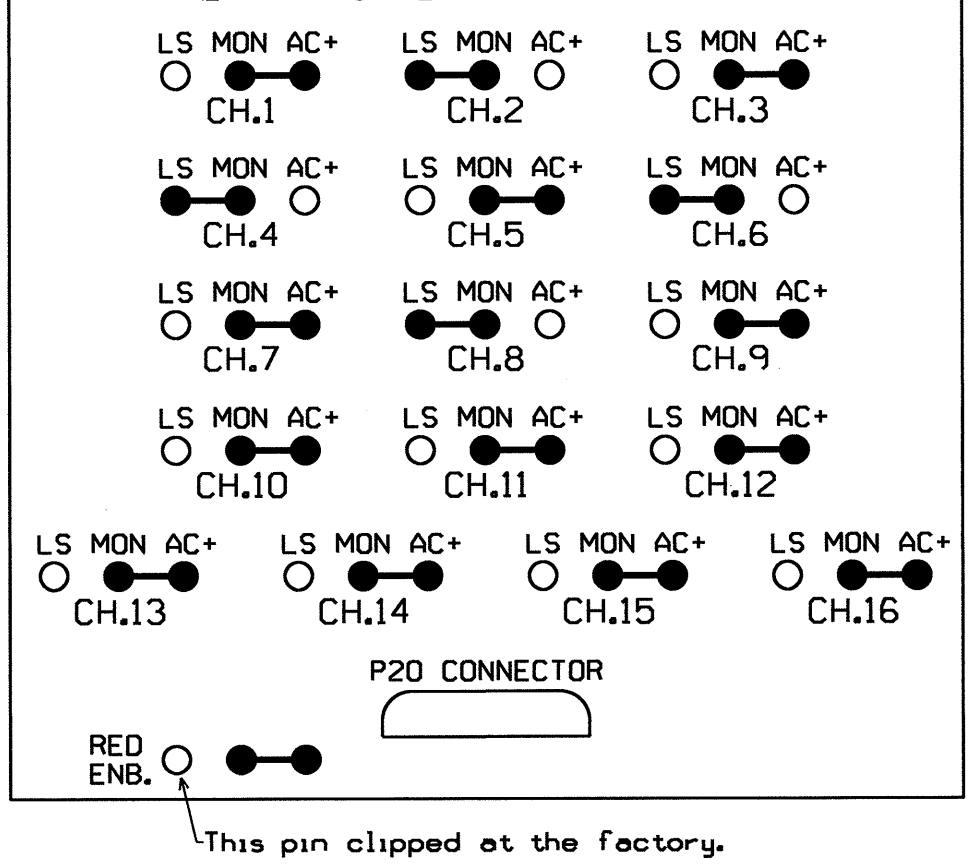 LS MON AC+ LS MON AC+ LS MON AC+
CH.1 CH.2 CH.3
LS MON AC+ LS MON AC+ LS MON AC+
CH.4 CH.5 CH.6
LS MON AC+ LS MON AC+ LS MON AC+
CH.7 CH.8 CH.9
LS MON AC+ LS MON AC+ LS MON AC+
CH.10 CH.11 CH.12
LS MON AC+ LS MON AC+ LS MON AC+ LS MON AC+
CH.13 CH.14 CH.15 CH.16
P20 CONNECTOR
RED
ENB.
This pin clipped at the factory.